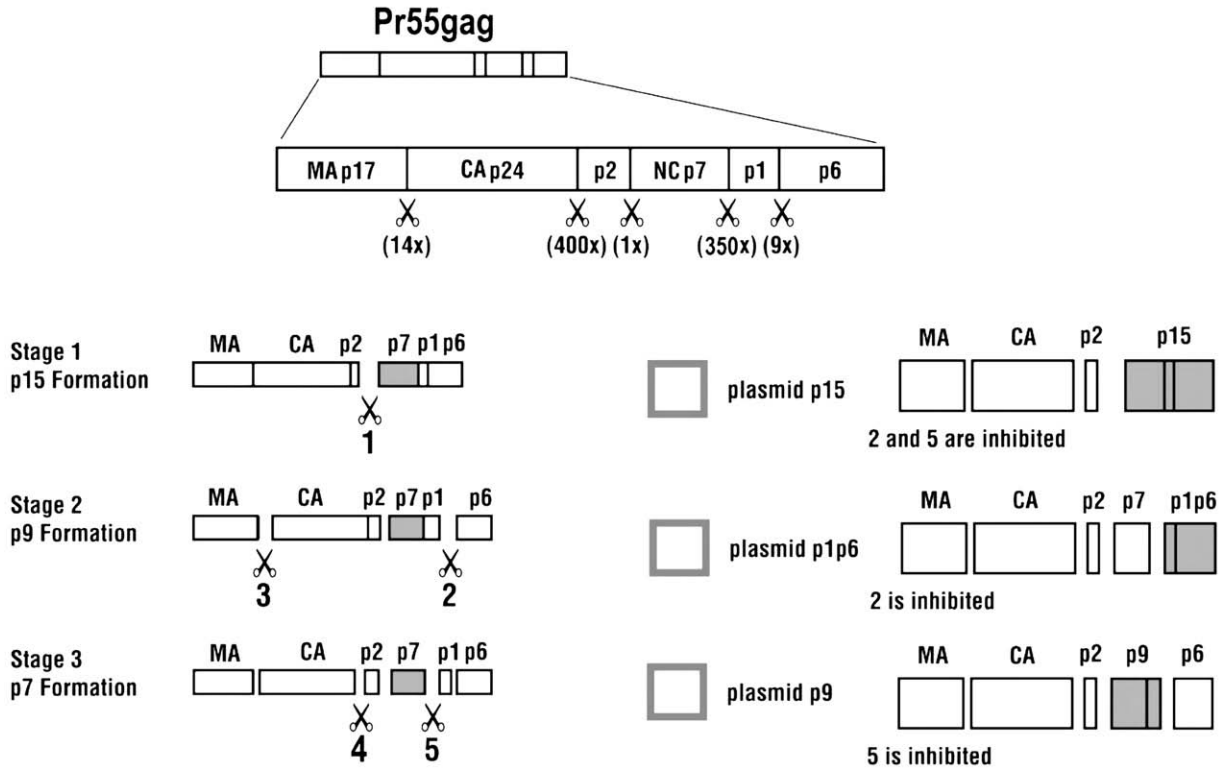 Pr55gag
MA p17 CA p24 p2 NC p7 p1 p6
(14x) (400x) (1x) (350x) (9x)
Stage 1
p15 Formation
MA CA p2 p7 p1 p6
1
plasmid p15
MA CA p2 p15
2 and 5 are inhibited
Stage 2
p9 Formation
MA CA p2 p7 p1 p6
3 2
plasmid p1p6
MA CA p2 p7 p1p6
2 is inhibited
Stage 3
p7 Formation
MA CA p2 p7 p1 p6
4 5
plasmid p9
MA CA p2 p9 p6
5 is inhibited